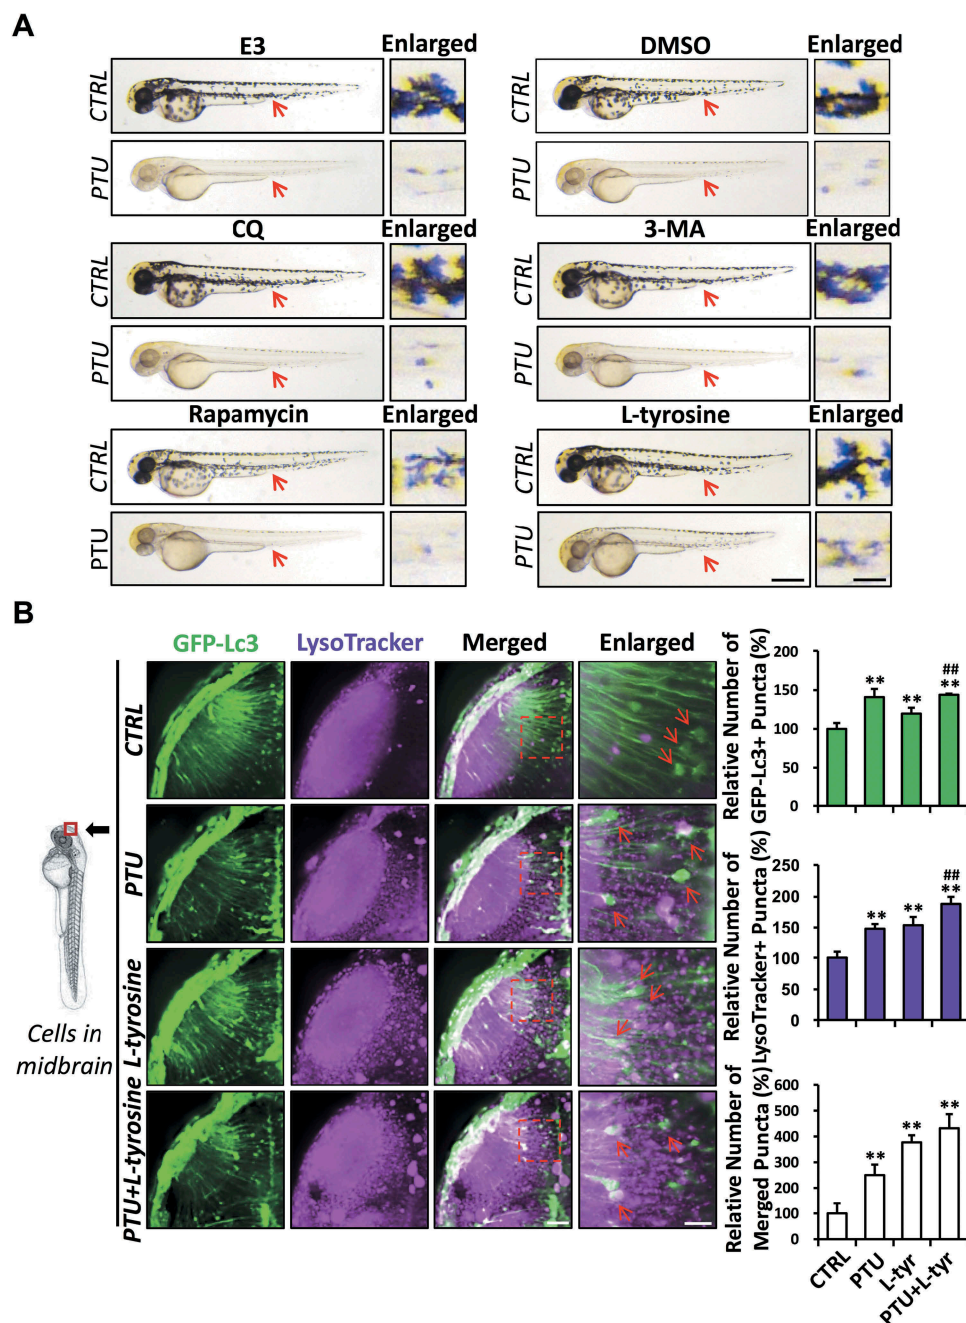 A
E3 Enlarged DMSO Enlarged
CTRL CTRL
PTU PTU
CQ Enlarged 3-MA Enlarged
CTRL CTRL
PTU PTU
Rapamycin Enlarged L-tyrosine Enlarged
CTRL CTRL
PTU PTU
B
GFP-Lc3 LysoTracker Merged Enlarged
CTRL
PTU
L-tyrosine
PTU+L-tyrosine
Cells in
midbrain
Relative Number of
GFP-Lc3+ Puncta (%)
200
150
100
50
0
**
**
##
**
Relative Number of
LysoTracker+ Puncta (%)
250
200
150
100
50
0
**
**
##
**
Relative Number of
Merged Puncta (%)
600
500
400
300
200
100
0
**
**
**
CTRL
PTU
L-tyr
PTU+L-tyr